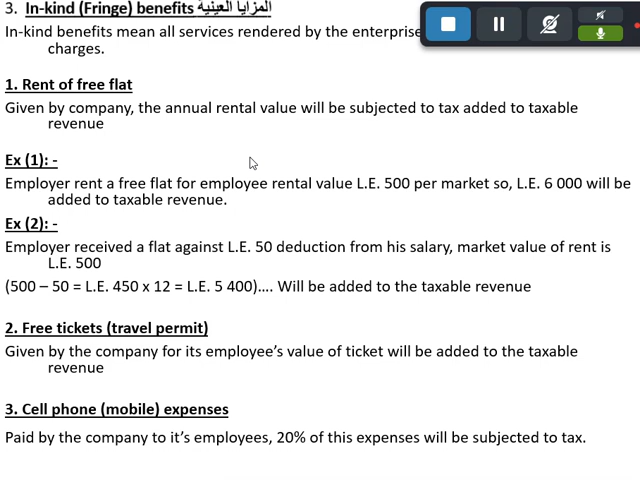 3. In-kind (Fringe) benefits المزايا العينية
In-kind benefits mean all services rendered by the enterprise
charges.
1. Rent of free flat
Given by company, the annual rental value will be subjected to tax added to taxable
revenue
Ex (1): -
Employer rent a free flat for employee rental value L.E. 500 per market so, L.E. 6 000 will be
added to taxable revenue.
Ex (2): -
Employer received a flat against L.E. 50 deduction from his salary, market value of rent is
L.E. 500
(500 – 50 = L.E. 450 x 12 = L.E. 5 400).... Will be added to the taxable revenue
2. Free tickets (travel permit)
Given by the company for its employee's value of ticket will be added to the taxable
revenue
3. Cell phone (mobile) expenses
Paid by the company to it's employees, 20% of this expenses will be subjected to tax.